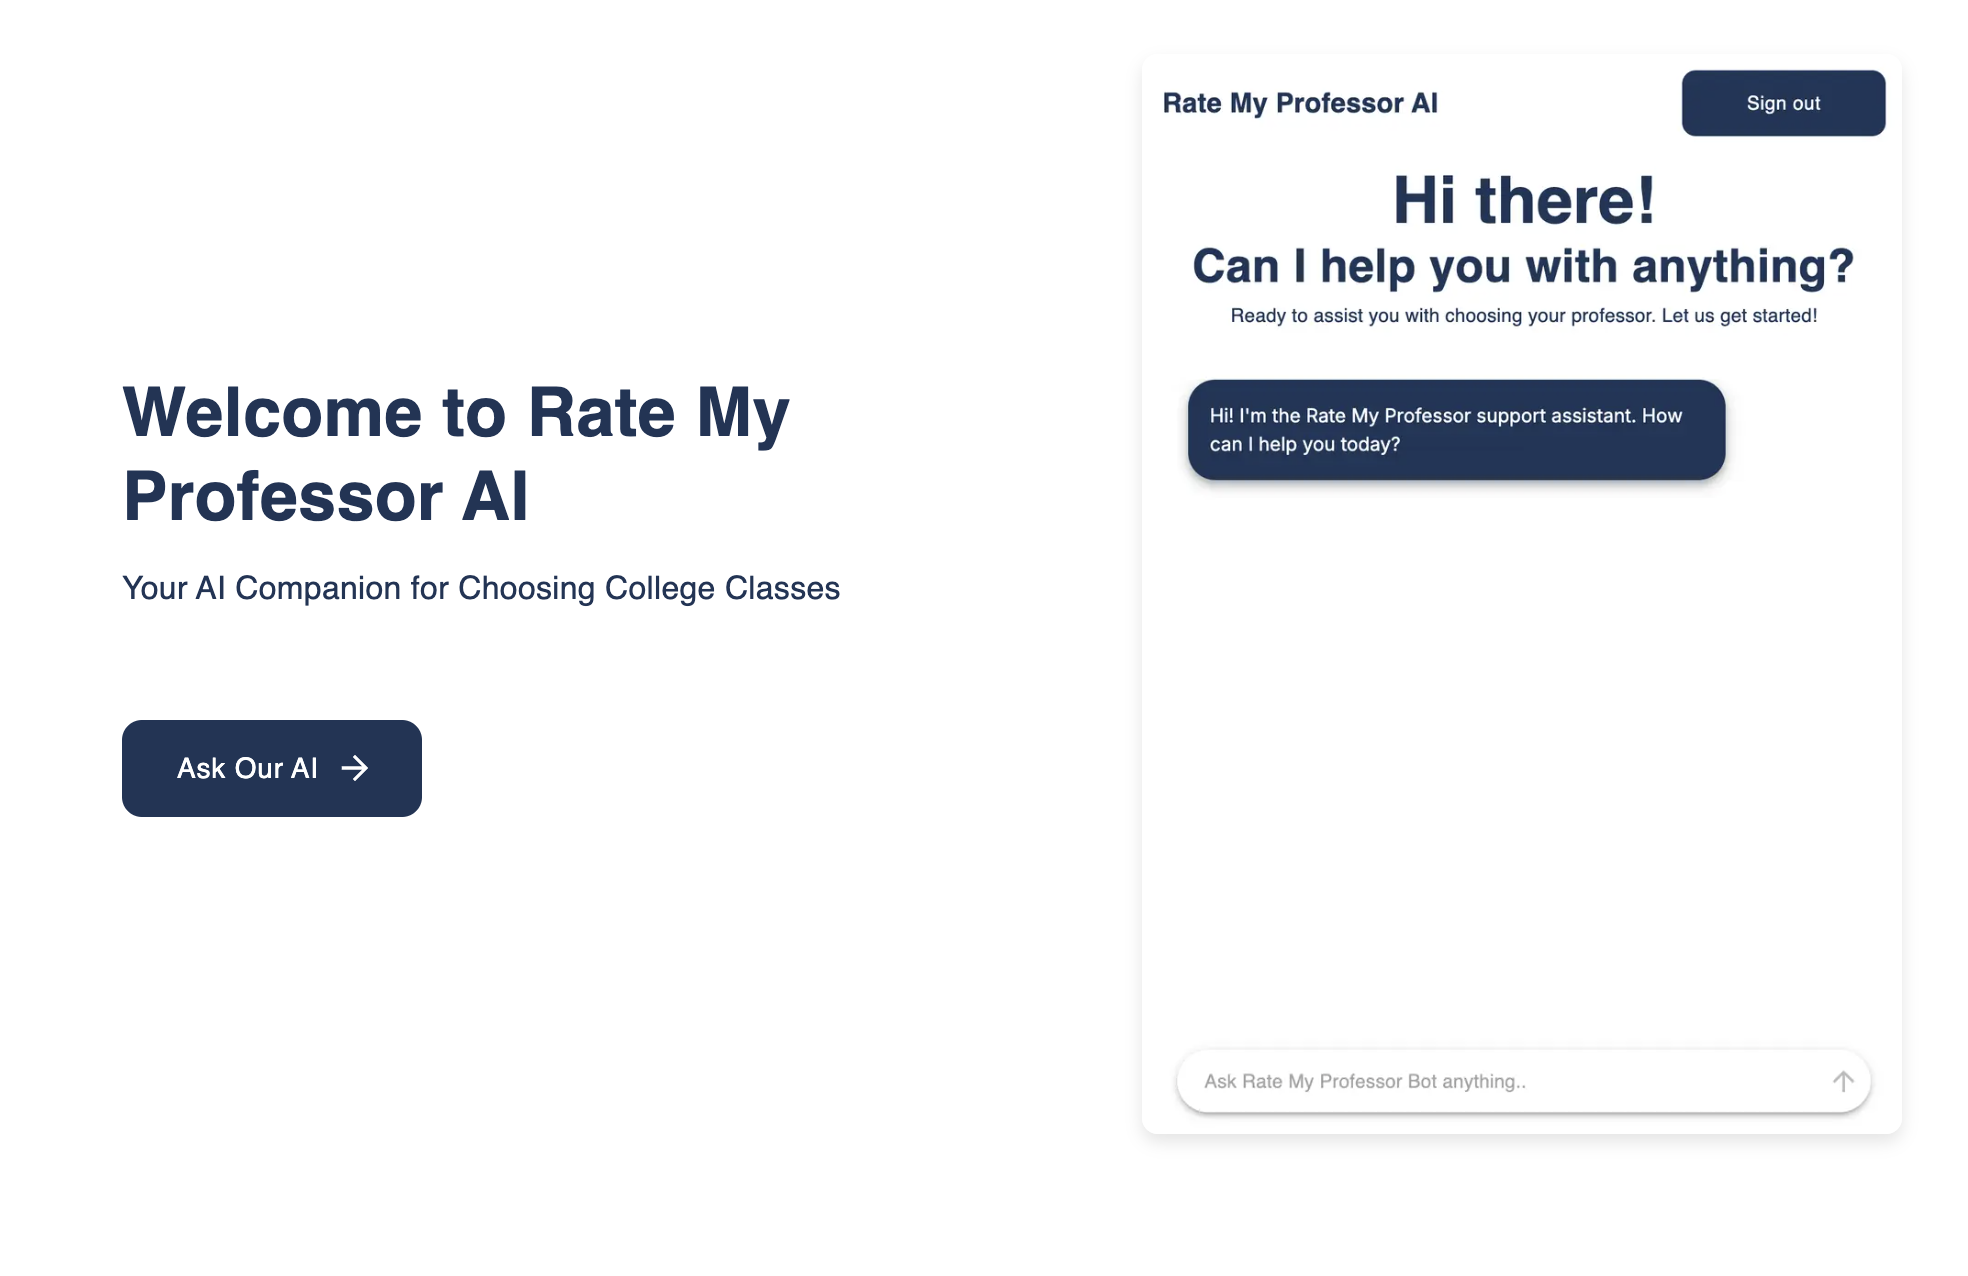 Welcome to Rate My
Professor AI
Your AI Companion for Choosing College Classes
Ask Our AI
Rate My Professor AI
Sign out
Hi there!
Can I help you with anything?
Ready to assist you with choosing your professor. Let us get started!
Hi! I'm the Rate My Professor support assistant. How
can I help you today?
Ask Rate My Professor Bot anything..